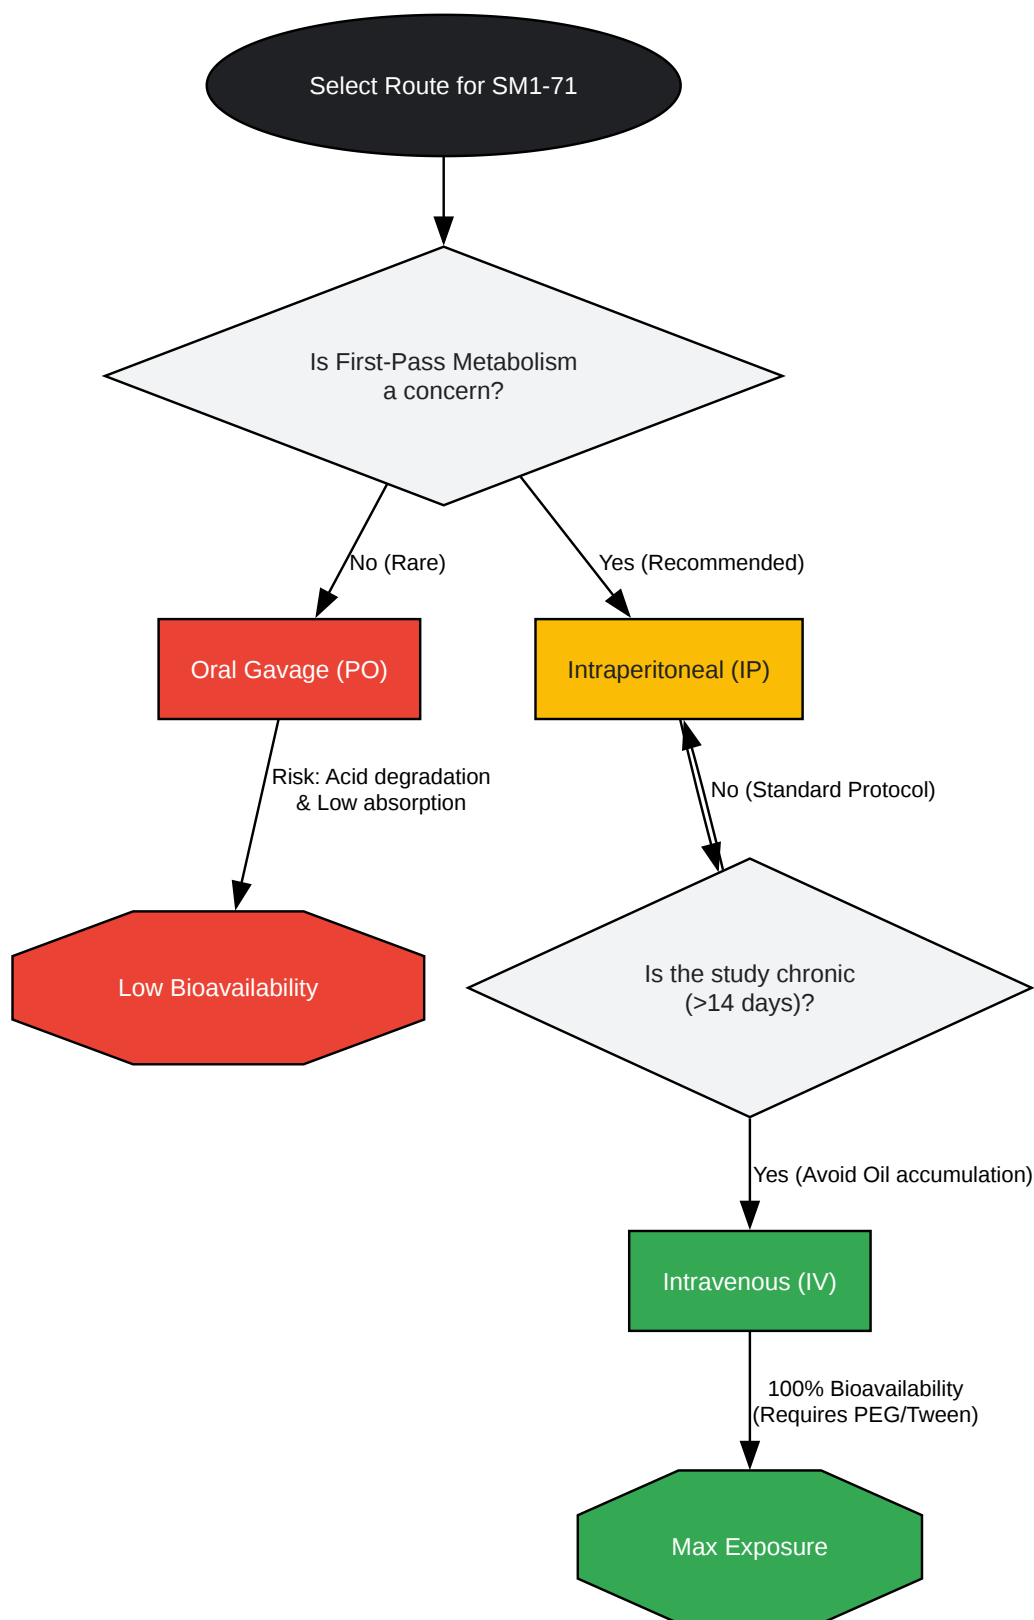 Select Route for SM1-71
Is First-Pass Metabolism
a concern?
No (Rare)
Yes (Recommended)
Oral Gavage (PO)
Intraperitoneal (IP)
Risk: Acid degradation
& Low absorption
No (Standard Protocol)
Low Bioavailability
Is the study chronic
(>14 days)?
Yes (Avoid Oil accumulation)
Intravenous (IV)
100% Bioavailability
(Requires PEG/Tween)
Max Exposure